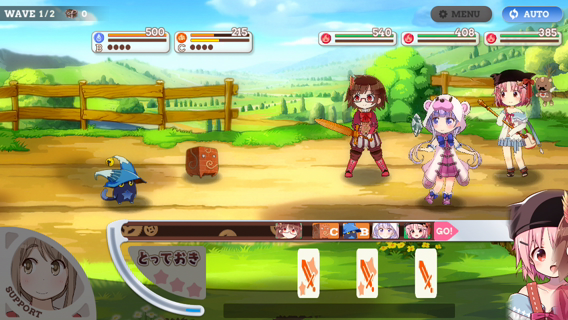 WAVE 1/2 0
MENU
AUTO
500
B
215
C
540
408
385
C B GO!
とっておき
SUPPORT